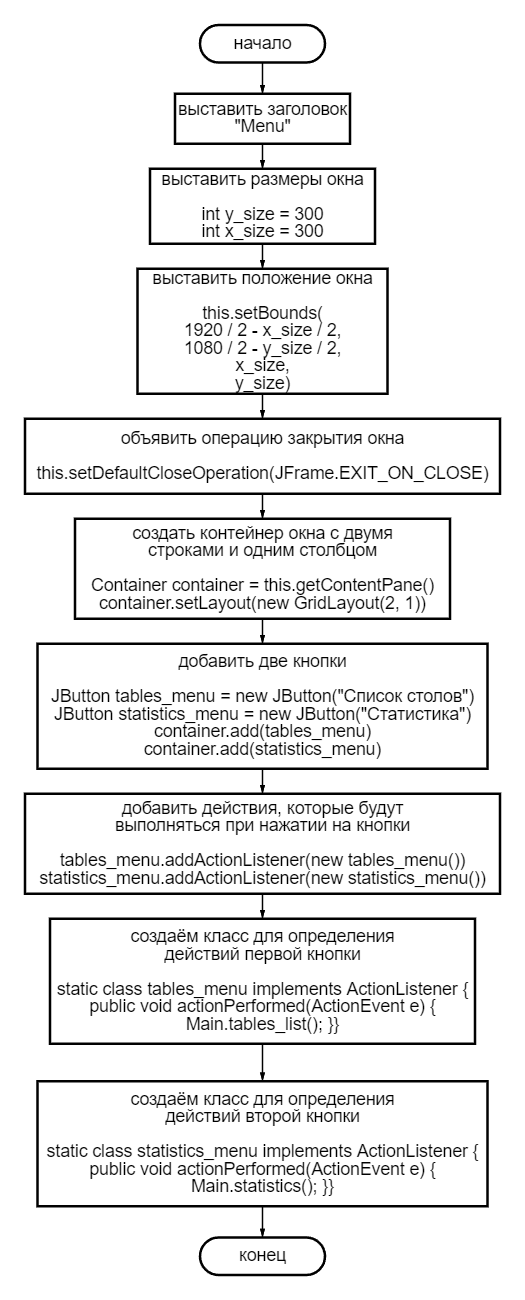 начало
выставить заголовок
"Menu"
выставить размеры окна
int y_size = 300
int x_size = 300
выставить положение окна
this.setBounds(
1920 / 2 - x_size / 2,
1080 / 2 - y_size / 2,
x_size,
y_size)
объявить операцию закрытия окна
this.setDefaultCloseOperation(JFrame.EXIT_ON_CLOSE)
создать контейнер окна с двумя
строками и одним столбцом
Container container = this.getContentPane()
container.setLayout(new GridLayout(2, 1))
добавить две кнопки
JButton tables_menu = new JButton("Список столов")
JButton statistics_menu = new JButton("Статистика")
container.add(tables_menu)
container.add(statistics_menu)
добавить действия, которые будут
выполняться при нажатии на кнопки
tables_menu.addActionListener(new tables_menu())
statistics_menu.addActionListener(new statistics_menu())
создаём класс для определения
действий первой кнопки
static class tables_menu implements ActionListener {
public void actionPerformed(ActionEvent e) {
Main.tables_list(); }}
создаём класс для определения
действий второй кнопки
static class statistics_menu implements ActionListener {
public void actionPerformed(ActionEvent e) {
Main.statistics(); }}
конец